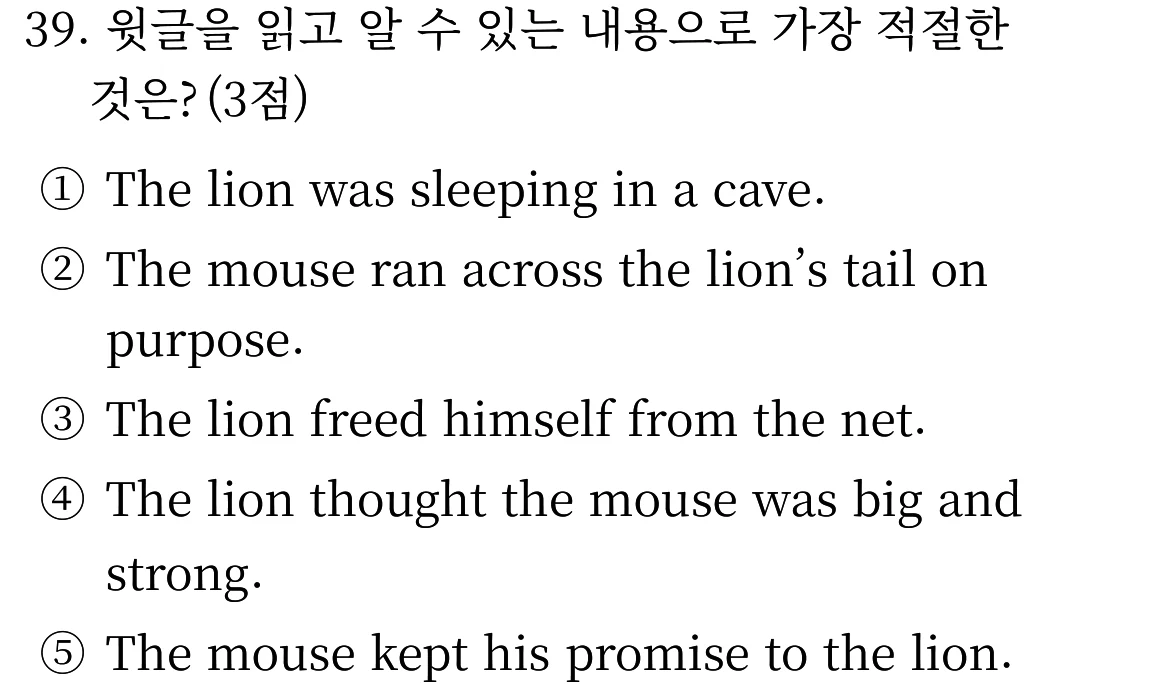 39. 윗글을 읽고 알 수 있는 내용으로 가장 적절한
것은? (3점)
① The lion was sleeping in a cave.
② The mouse ran across the lion’s tail on
purpose.
③ The lion freed himself from the net.
④ The lion thought the mouse was big and
strong.
⑤ The mouse kept his promise to the lion.